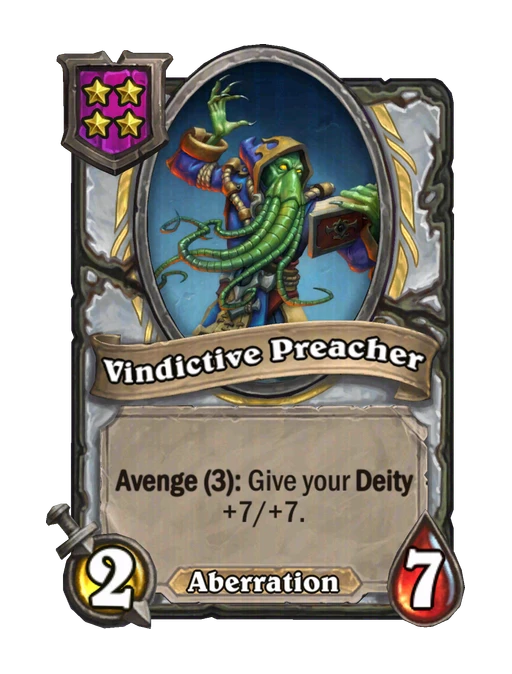 Vindictive Preacher
Avenge (3): Give your Deity
+7/+7.
2
Aberration
7